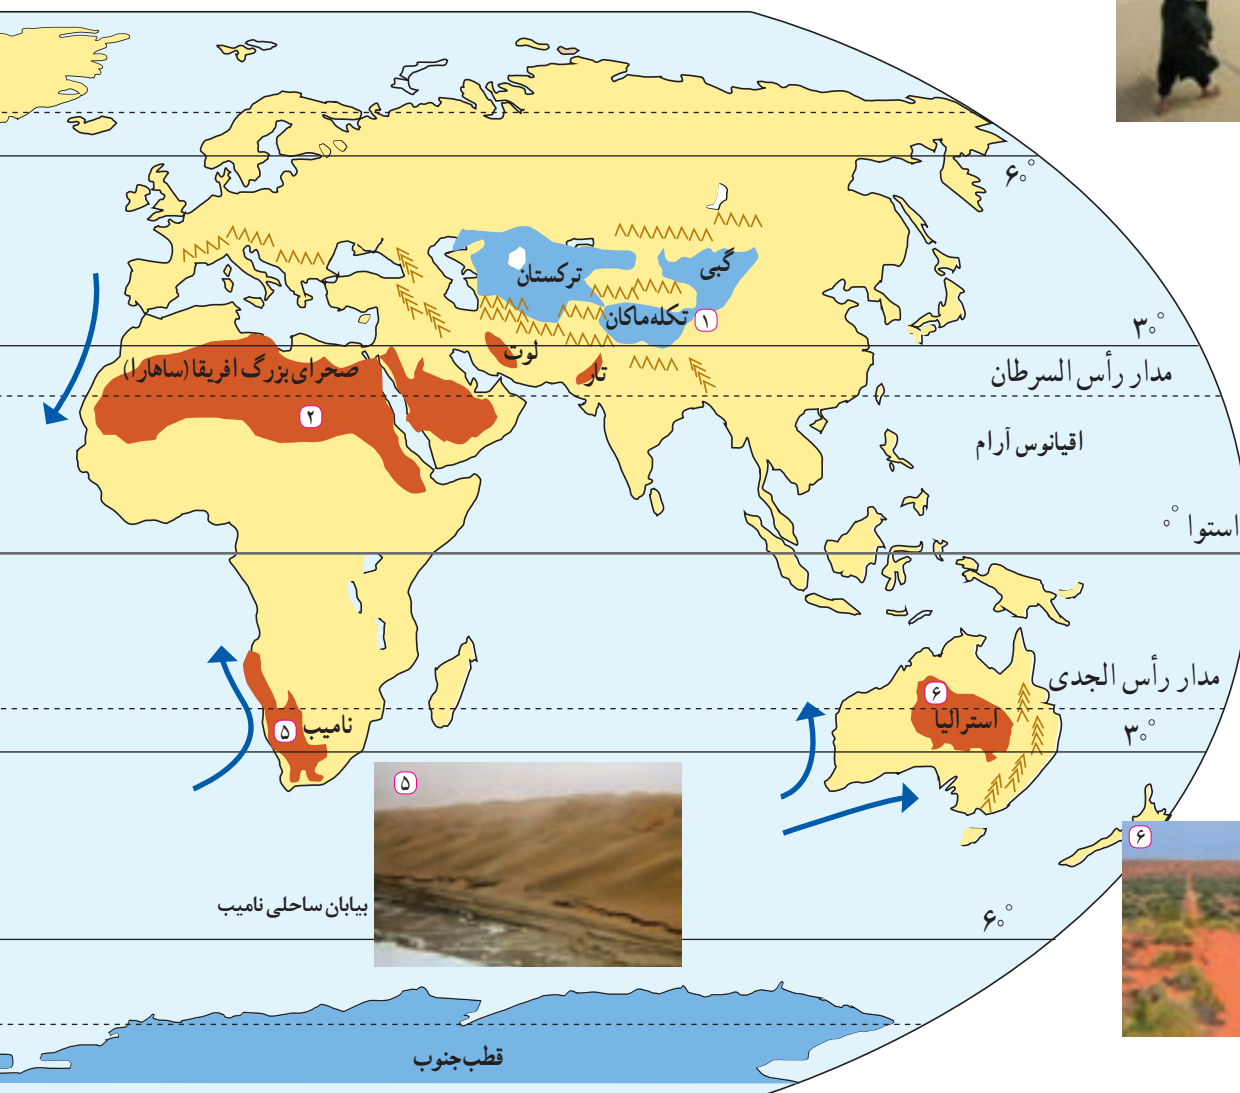 ۶۰°
ترکستان
گبی
تکله‌ماکان
۱
۳۰°
لوت
تار
صحرای بزرگ افریقا (ساهارا)
۲
مدار رأس السرطان
اقیانوس آرام
استوا °۰
مدار رأس الجدی
۶
استرالیا
نامیب
۵
۳۰°
۵
۶
بیابان ساحلی نامیب
۶۰°
قطب جنوب